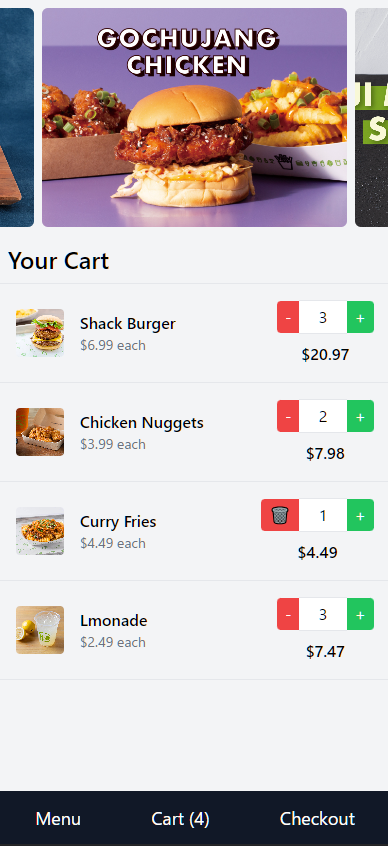 GOCHUJANG
CHICKEN
Your Cart
Shack Burger
$6.99 each
- 3 +
$20.97
Chicken Nuggets
$3.99 each
- 2 +
$7.98
Curry Fries
$4.49 each
1 +
$4.49
Lmonade
$2.49 each
- 3 +
$7.47
Menu Cart (4) Checkout